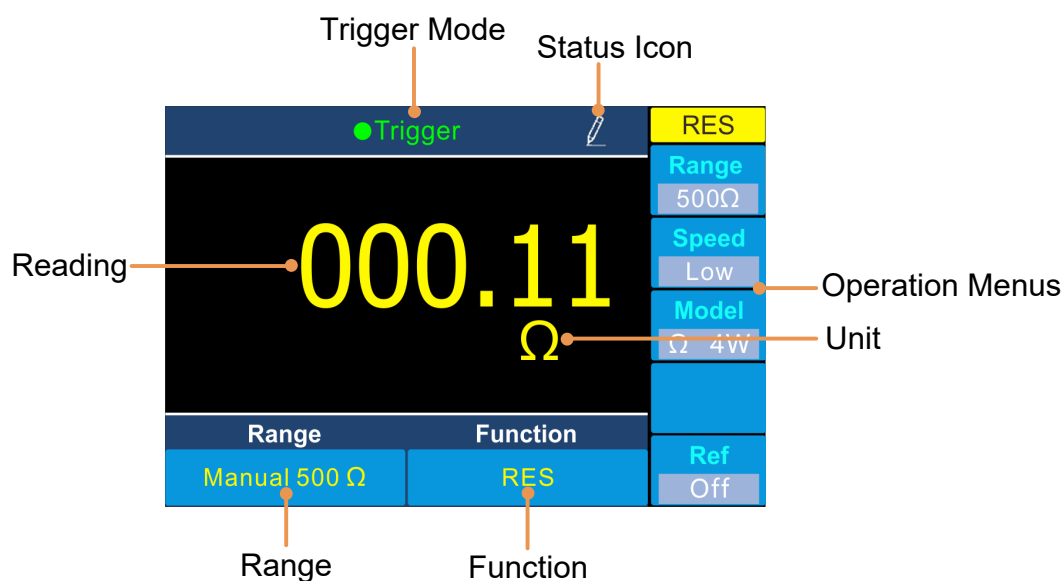 Trigger Mode
Status Icon
Trigger
RES
Range
500Ω
Speed
Low
Reading
000.11
Operation Menus
Model
Ω
Unit
Ω 4W
Range
Function
Ref
Manual 500 Ω
RES
Off
Range
Function